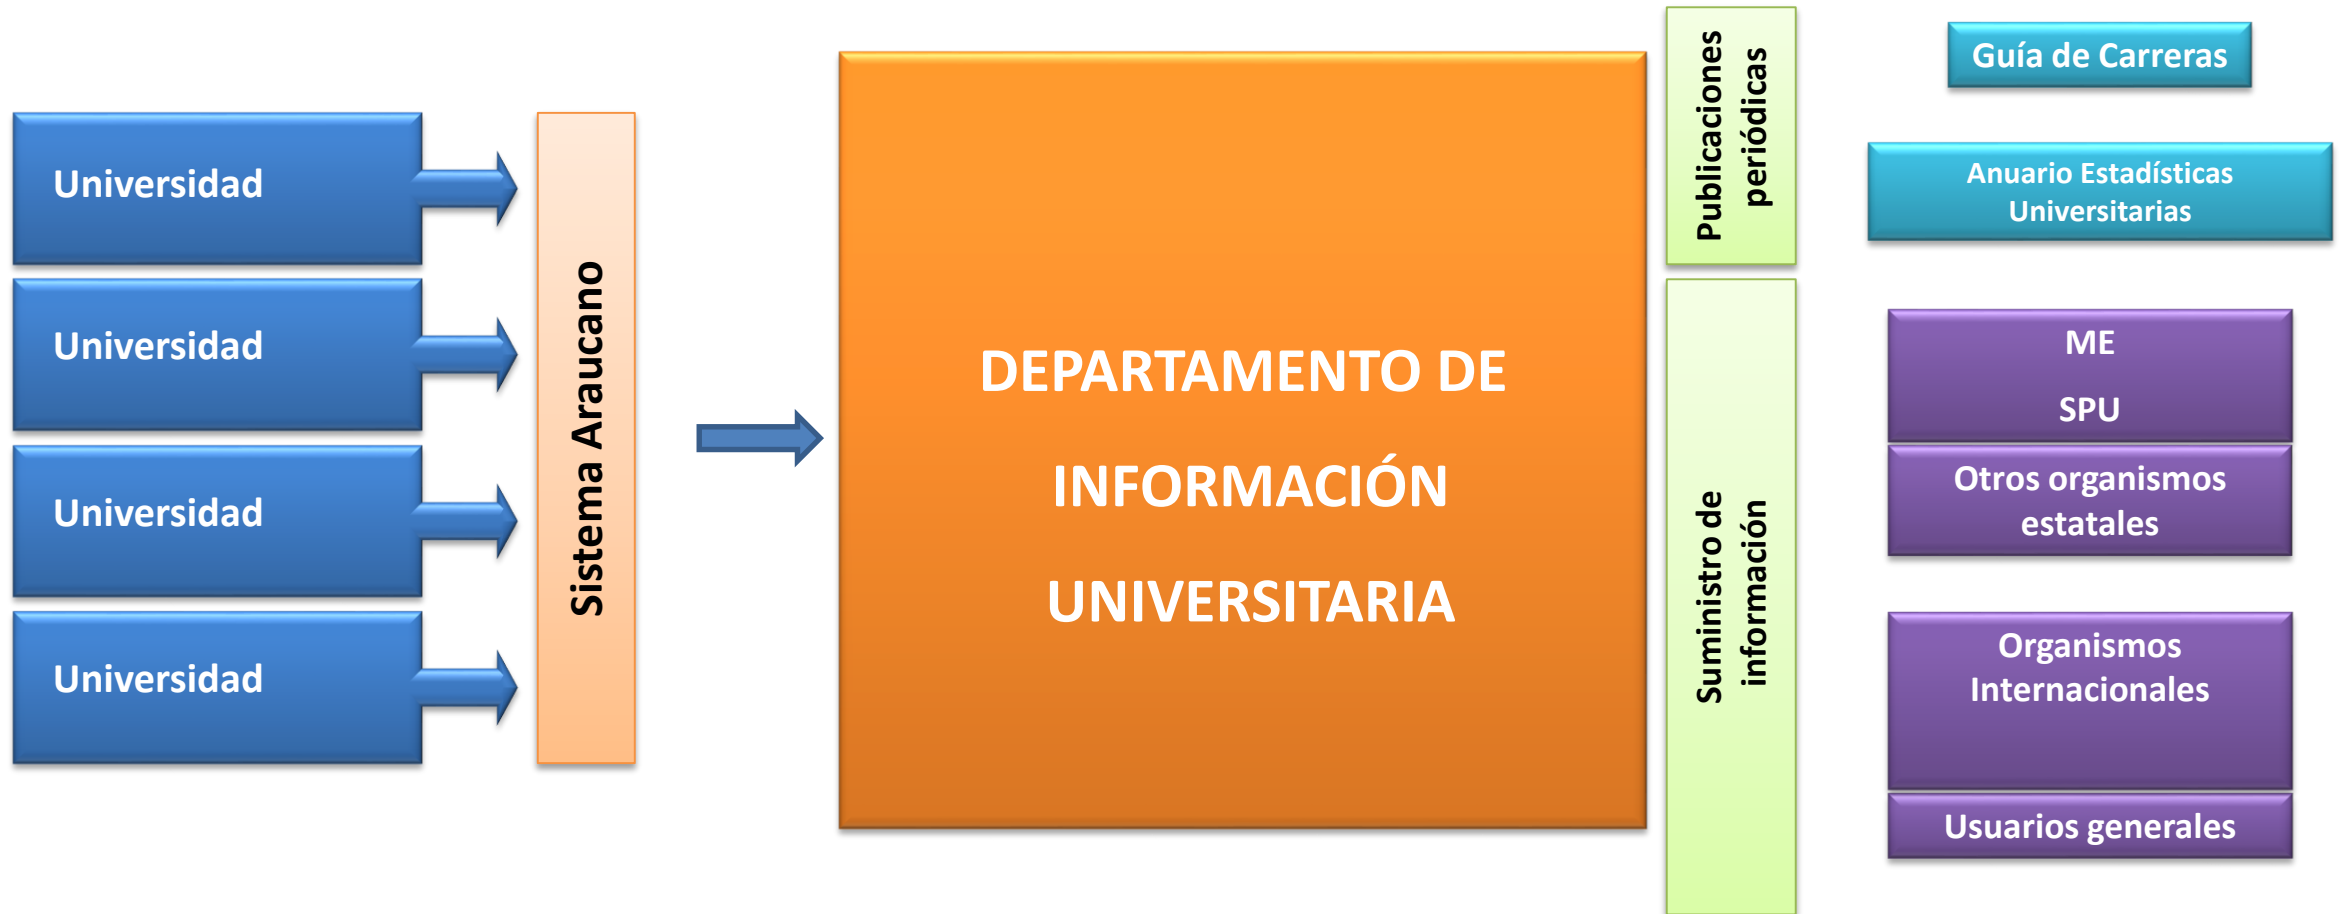 Universidad
Universidad
Universidad
Universidad
Sistema Araucano
DEPARTAMENTO DE
INFORMACIÓN
UNIVERSITARIA
Publicaciones
periódicas
Suministro de
información
Guía de Carreras
Anuario Estadísticas
Universitarias
ME
SPU
Otros organismos
estatales
Organismos
Internacionales
Usuarios generales